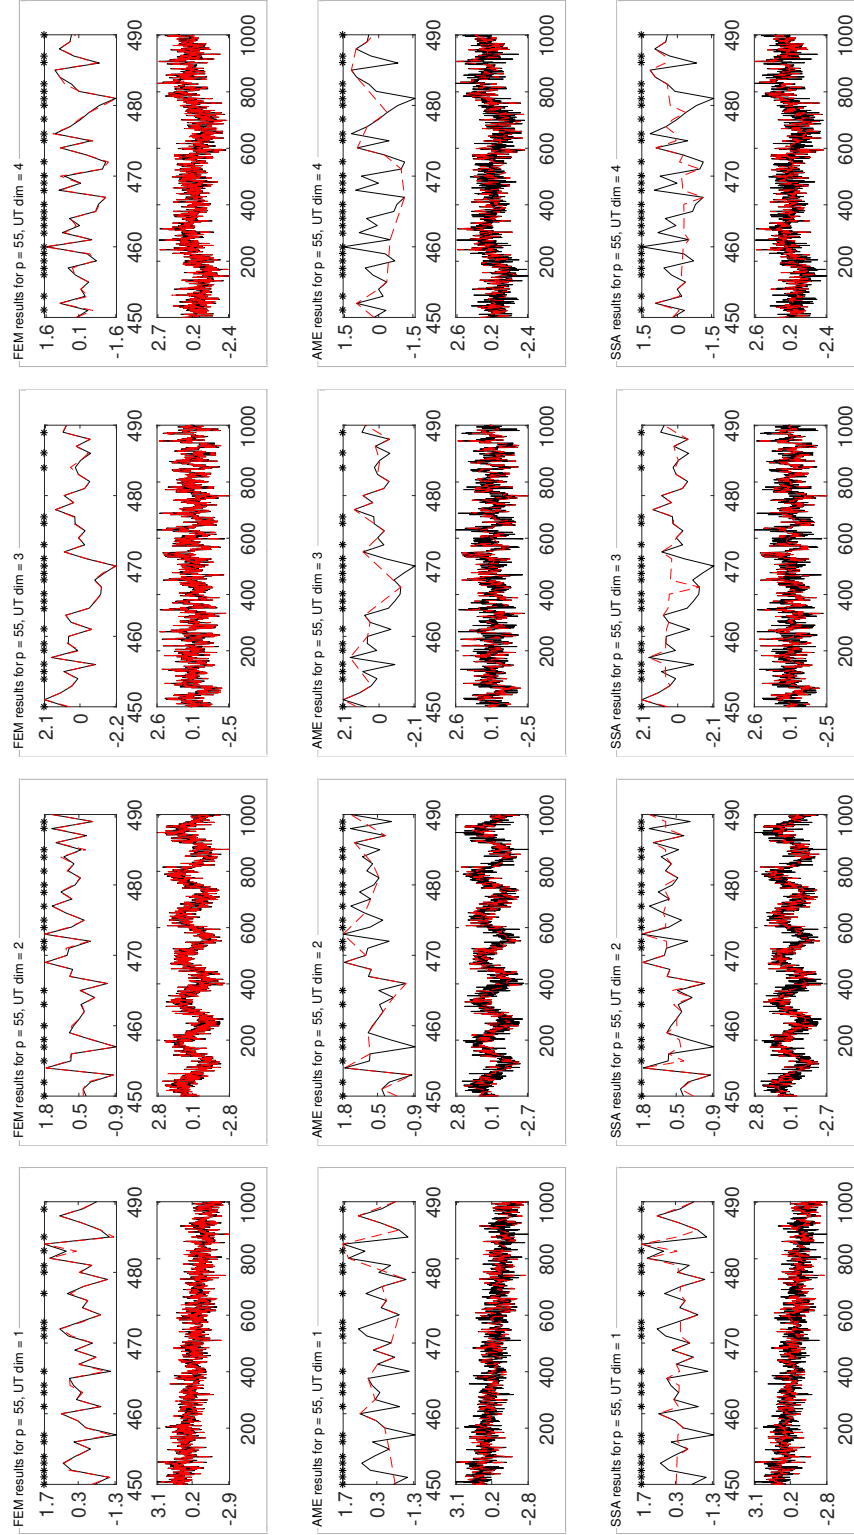 FEM results for p = 55, UT dim = 1
1.7
0.3
-1.3
450 460 470 480 490
3.1
0.2
-2.9
200 400 600 800 1000
FEM results for p = 55, UT dim = 2
1.8
0.5
-0.9
450 460 470 480 490
2.8
0.1
-2.8
200 400 600 800 1000
FEM results for p = 55, UT dim = 3
2.1
0
-2.2
450 460 470 480 490
2.6
0.1
-2.5
200 400 600 800 1000
FEM results for p = 55, UT dim = 4
1.6
0.1
-1.6
450 460 470 480 490
2.7
0.2
-2.4
200 400 600 800 1000
AME results for p = 55, UT dim = 1
1.7
0.3
-1.3
450 460 470 480 490
3.1
0.2
-2.8
200 400 600 800 1000
AME results for p = 55, UT dim = 2
1.8
0.5
-0.9
450 460 470 480 490
2.8
0.1
-2.7
200 400 600 800 1000
AME results for p = 55, UT dim = 3
2.1
0
-2.1
450 460 470 480 490
2.6
0.1
-2.5
200 400 600 800 1000
AME results for p = 55, UT dim = 4
1.5
0
-1.5
450 460 470 480 490
2.6
0.2
-2.4
200 400 600 800 1000
SSA results for p = 55, UT dim = 1
1.7
0.3
-1.3
450 460 470 480 490
3.1
0.2
-2.8
200 400 600 800 1000
SSA results for p = 55, UT dim = 2
1.8
0.5
-0.9
450 460 470 480 490
2.8
0.1
-2.7
200 400 600 800 1000
SSA results for p = 55, UT dim = 3
2.1
0
-2.1
450 460 470 480 490
2.6
0.1
-2.5
200 400 600 800 1000
SSA results for p = 55, UT dim = 4
1.5
0
-1.5
450 460 470 480 490
2.6
0.2
-2.4
200 400 600 800 1000